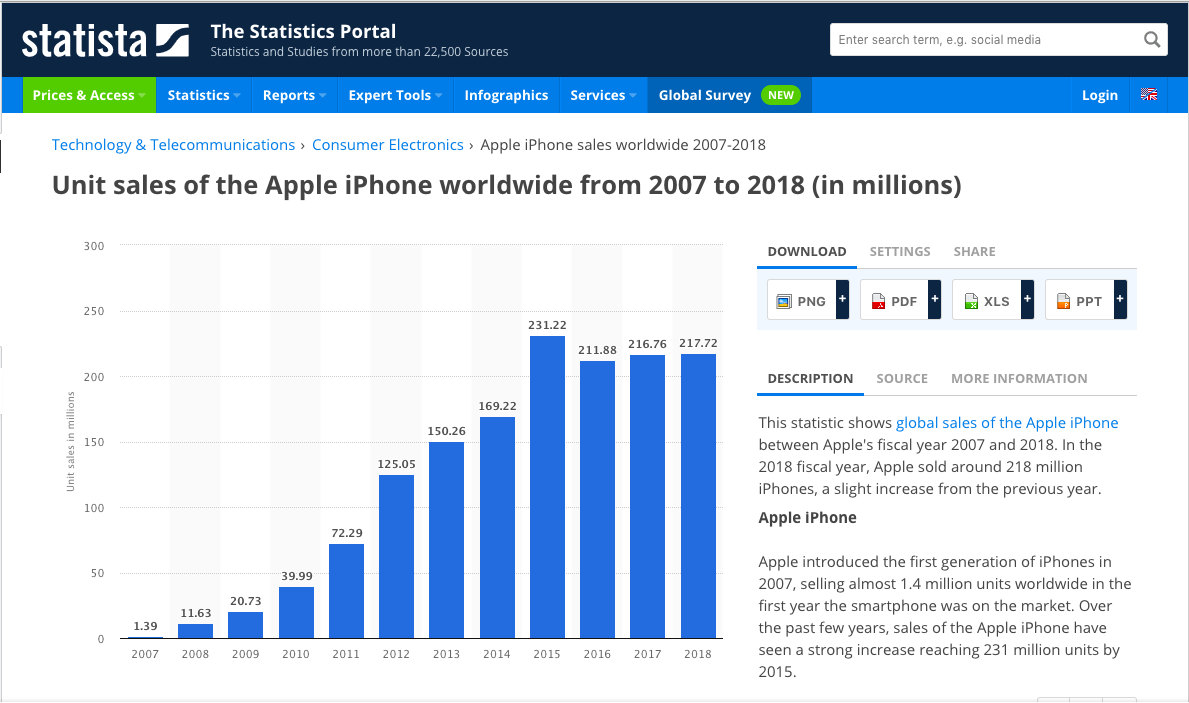 statista
The Statistics Portal
Statistics and Studies from more than 22,500 Sources
Enter search term, e.g. social media
Prices & Access Statistics Reports Expert Tools Infographics Services Global Survey NEW Login
Technology & Telecommunications › Consumer Electronics › Apple iPhone sales worldwide 2007-2018
Unit sales of the Apple iPhone worldwide from 2007 to 2018 (in millions)
Unit sales in millions
300
250
200
150
100
50
0
1.39
11.63
20.73
39.99
72.29
125.05
150.26
169.22
231.22
211.88
216.76
217.72
2007 2008 2009 2010 2011 2012 2013 2014 2015 2016 2017 2018
DOWNLOAD SETTINGS SHARE
PNG + PDF + XLS + PPT +
DESCRIPTION SOURCE MORE INFORMATION
This statistic shows global sales of the Apple iPhone
between Apple's fiscal year 2007 and 2018. In the
2018 fiscal year, Apple sold around 218 million
iPhones, a slight increase from the previous year.
Apple iPhone
Apple introduced the first generation of iPhones in
2007, selling almost 1.4 million units worldwide in the
first year the smartphone was on the market. Over
the past few years, sales of the Apple iPhone have
seen a strong increase reaching 231 million units by
2015.